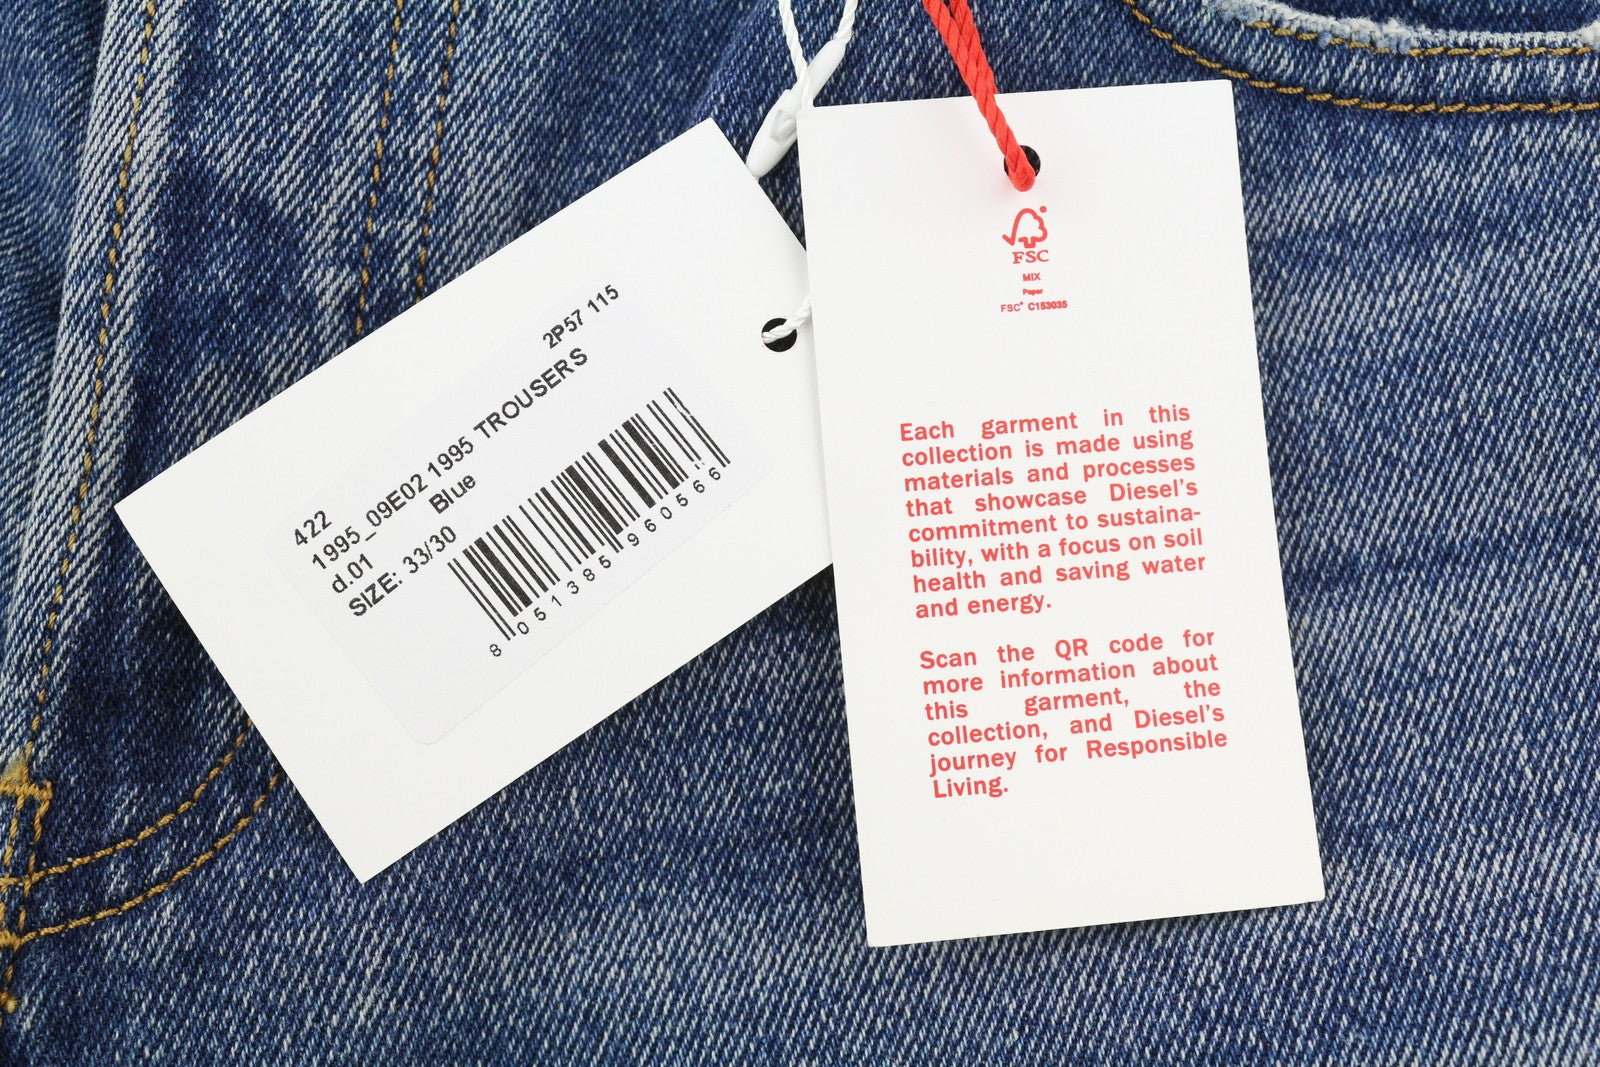 2P57 115
422
1995_09E02 1995 TROUSERS
d.01 Blue
SIZE: 33/30
8051385960566
FSC
MIX
Paper
FSC® C153035
Each garment in this
collection is made using
materials and processes
that showcase Diesel's
commitment to sustaina-
bility, with a focus on soil
health and saving water
and energy.
Scan the QR code for
more information about
this garment, the
collection, and Diesel's
journey for Responsible
Living.